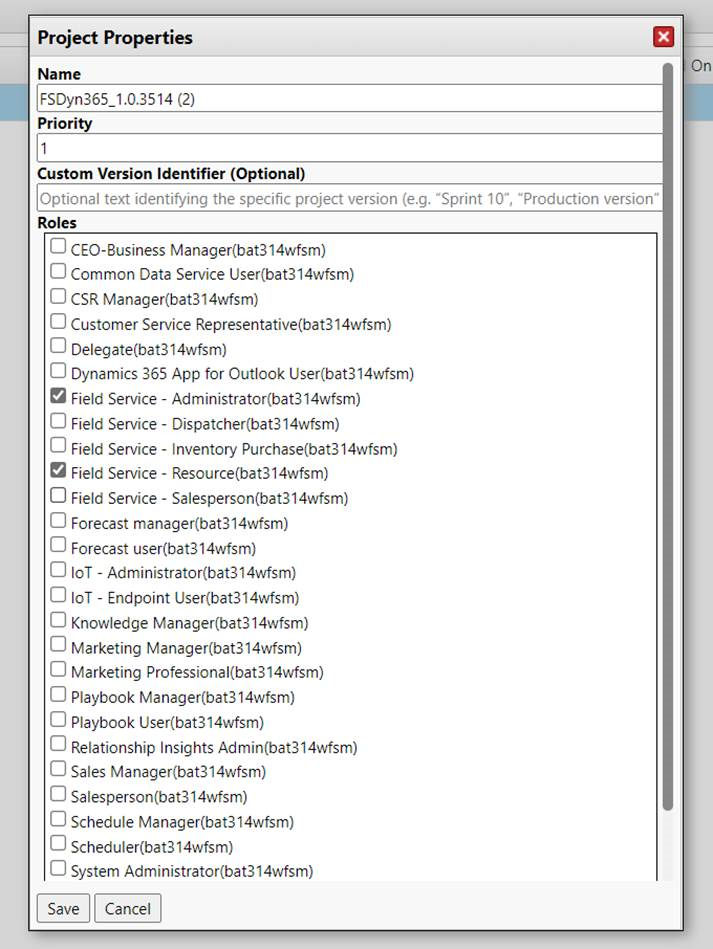 Project Properties
On
Name
FSDyn365_1.0.3514 (2)
Priority
1
Custom Version Identifier (Optional)
Optional text identifying the specific project version (e.g. “Sprint 10”, “Production version”
Roles
CEO-Business Manager(bat314wfsm)
Common Data Service User(bat314wfsm)
CSR Manager(bat314wfsm)
Customer Service Representative(bat314wfsm)
Delegate(bat314wfsm)
Dynamics 365 App for Outlook User(bat314wfsm)
Field Service - Administrator(bat314wfsm)
Field Service - Dispatcher(bat314wfsm)
Field Service - Inventory Purchase(bat314wfsm)
Field Service - Resource(bat314wfsm)
Field Service - Salesperson(bat314wfsm)
Forecast manager(bat314wfsm)
Forecast user(bat314wfsm)
IoT - Administrator(bat314wfsm)
IoT - Endpoint User(bat314wfsm)
Knowledge Manager(bat314wfsm)
Marketing Manager(bat314wfsm)
Marketing Professional(bat314wfsm)
Playbook Manager(bat314wfsm)
Playbook User(bat314wfsm)
Relationship Insights Admin(bat314wfsm)
Sales Manager(bat314wfsm)
Salesperson(bat314wfsm)
Schedule Manager(bat314wfsm)
Scheduler(bat314wfsm)
System Administrator(bat314wfsm)
Save Cancel